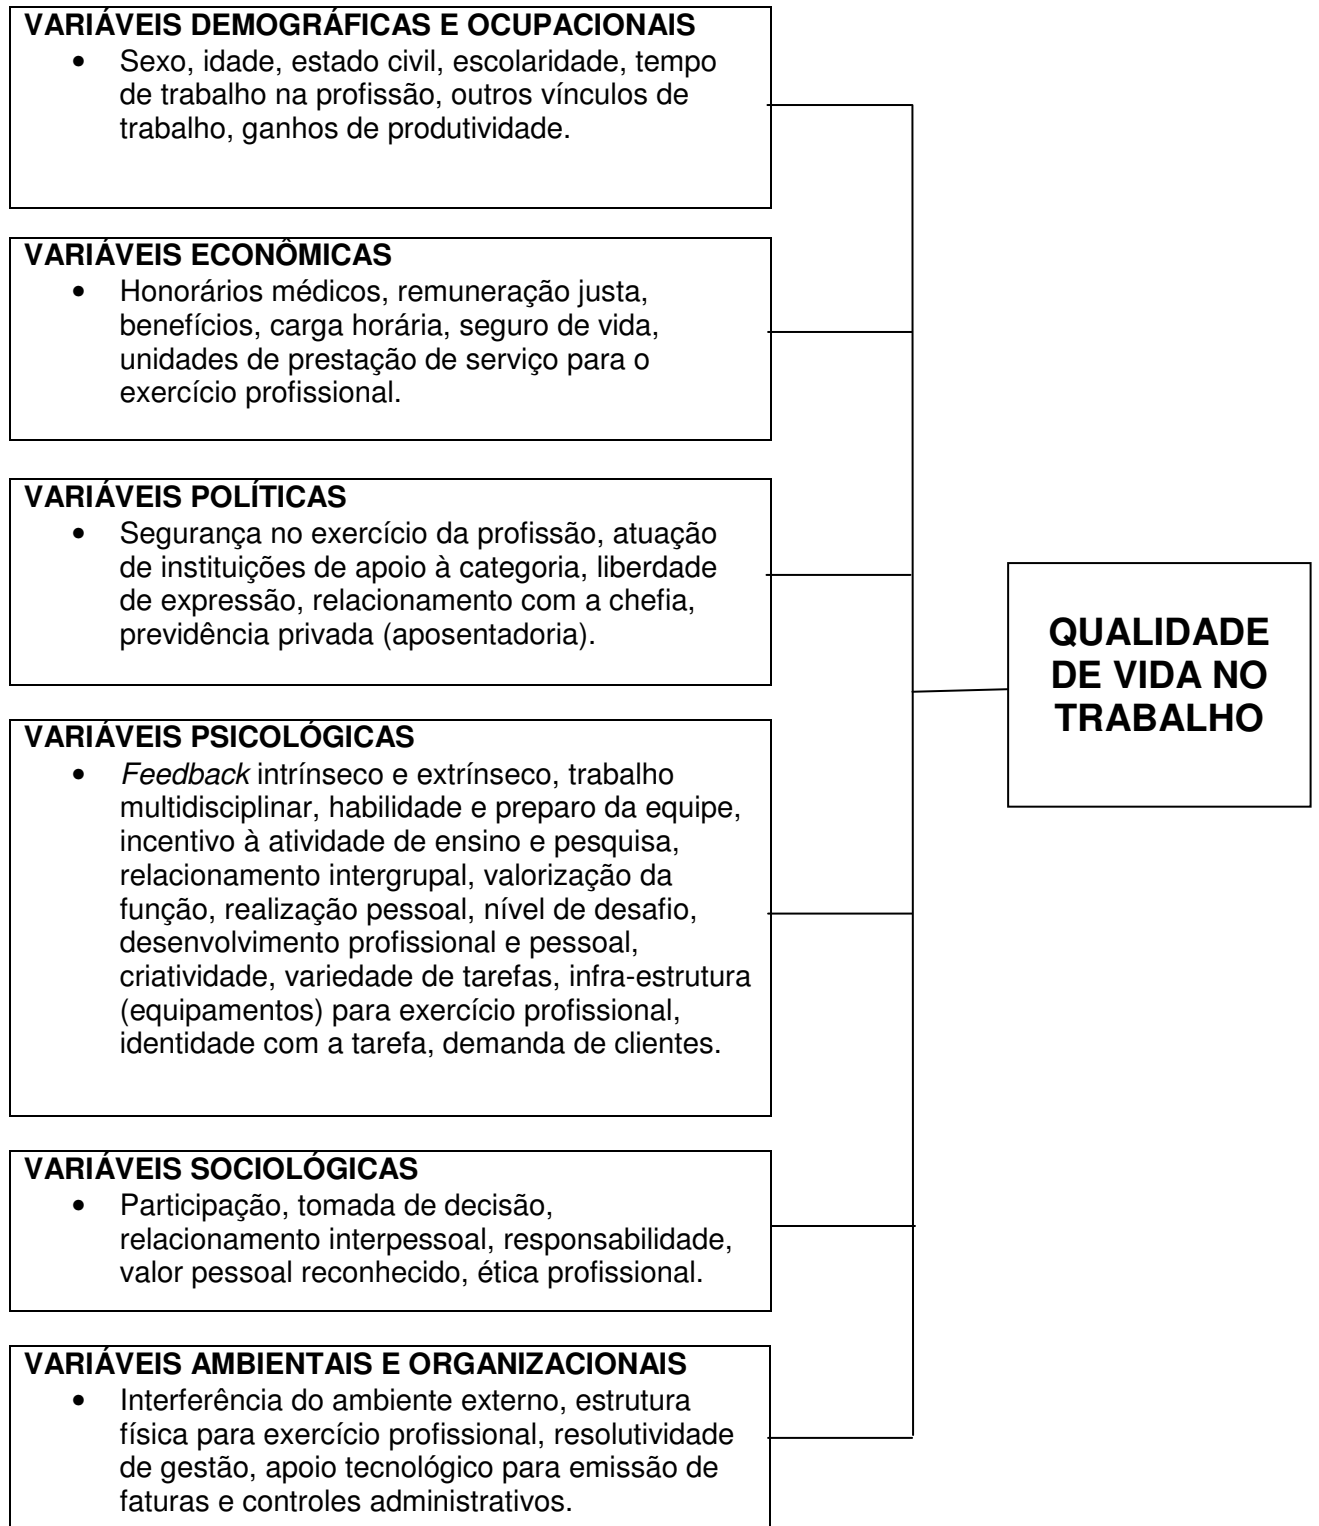 VARIÁVEIS DEMOGRÁFICAS E OCUPACIONAIS
• Sexo, idade, estado civil, escolaridade, tempo
de trabalho na profissão, outros vínculos de
trabalho, ganhos de produtividade.
VARIÁVEIS ECONÔMICAS
• Honorários médicos, remuneração justa,
benefícios, carga horária, seguro de vida,
unidades de prestação de serviço para o
exercício profissional.
VARIÁVEIS POLÍTICAS
• Segurança no exercício da profissão, atuação
de instituições de apoio à categoria, liberdade
de expressão, relacionamento com a chefia,
previdência privada (aposentadoria).
VARIÁVEIS PSICOLÓGICAS
• Feedback intrínseco e extrínseco, trabalho
multidisciplinar, habilidade e preparo da equipe,
incentivo à atividade de ensino e pesquisa,
relacionamento intergrupal, valorização da
função, realização pessoal, nível de desafio,
desenvolvimento profissional e pessoal,
criatividade, variedade de tarefas, infra-estrutura
(equipamentos) para exercício profissional,
identidade com a tarefa, demanda de clientes.
VARIÁVEIS SOCIOLÓGICAS
• Participação, tomada de decisão,
relacionamento interpessoal, responsabilidade,
valor pessoal reconhecido, ética profissional.
VARIÁVEIS AMBIENTAIS E ORGANIZACIONAIS
• Interferência do ambiente externo, estrutura
física para exercício profissional, resolutividade
de gestão, apoio tecnológico para emissão de
faturas e controles administrativos.
QUALIDADE
DE VIDA NO
TRABALHO